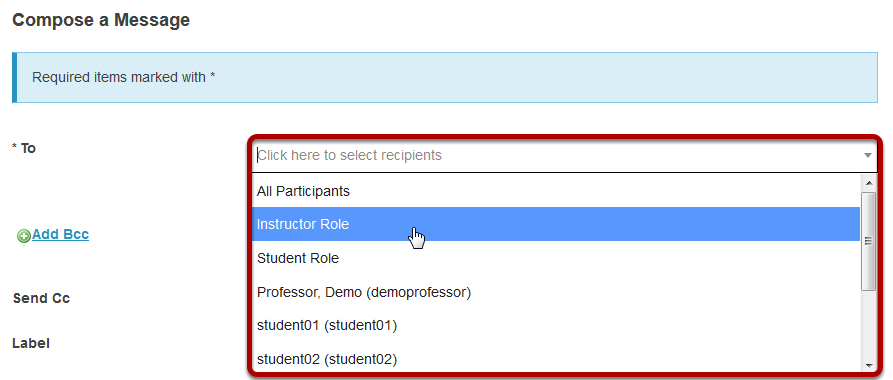 Compose a Message
Required items marked with *
* To
Click here to select recipients
All Participants
Instructor Role
Student Role
Professor, Demo (demoprofessor)
student01 (student01)
student02 (student02)
Add Bcc
Send Cc
Label